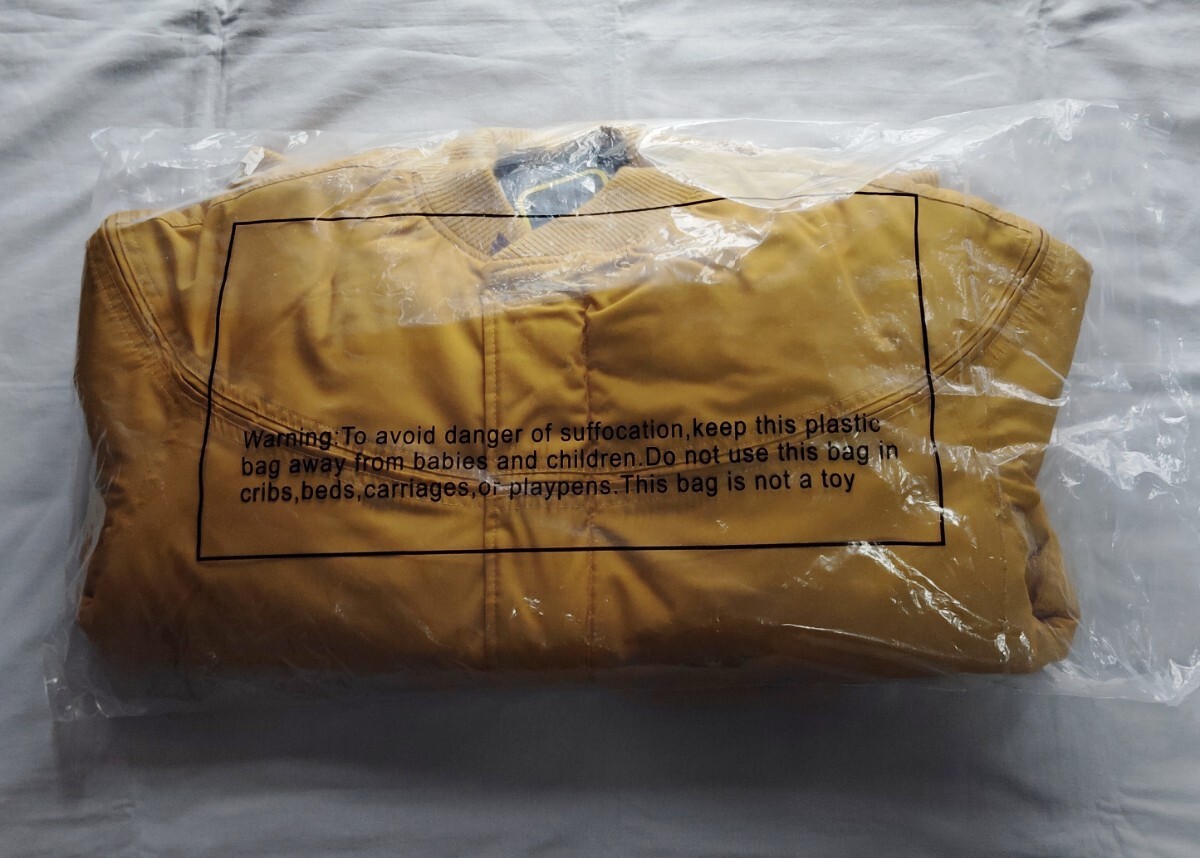 Warning:To avoid danger of suffocation,keep this plastic
bag away from babies and children.Do not use this bag in
cribs,beds,carriages,or playpens.This bag is not a toy